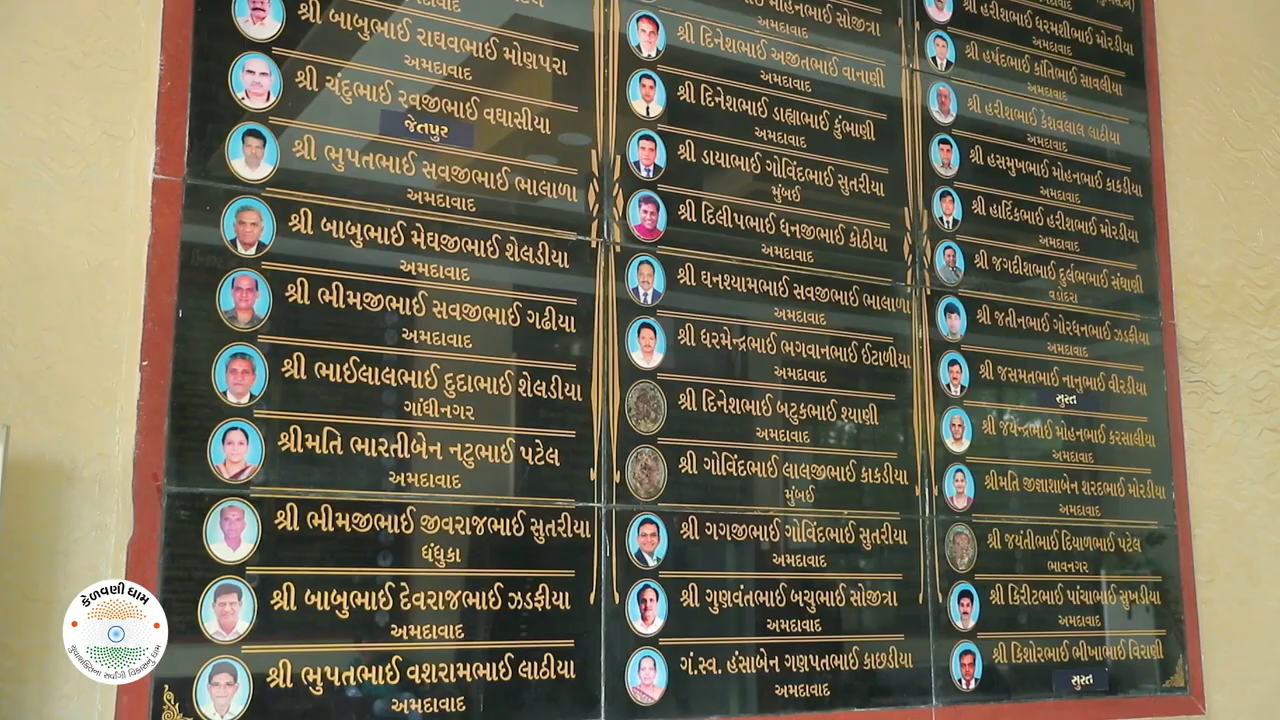 શ્રી બાબુભાઈ રાઘવભાઈ મોણપરા
અમદાવાદ
શ્રી ચંદુભાઈ રવજીભાઈ વઘાસીયા
જેતપુર
શ્રી ભુપતભાઈ સવજીભાઈ ભાલાળા
અમદાવાદ
શ્રી બાબુભાઈ મેઘજીભાઈ શેલડીયા
અમદાવાદ
શ્રી ભીમજીભાઈ સવજીભાઈ ગઢીયા
અમદાવાદ
શ્રી ભાઈલાલભાઈ દુદાભાઈ શેલડીયા
ગાંધીનગર
શ્રીમતિ ભારતીબેન નટુભાઈ પટેલ
અમદાવાદ
શ્રી ભીમજીભાઈ જીવરાજભાઈ સુતરીયા
ધંધુકા
શ્રી બાબુભાઈ દેવરાજભાઈ ઝડફીયા
અમદાવાદ
શ્રી ભુપતભાઈ વશરામભાઈ લાઠીયા
અમદાવાદ
મોહનભાઈ સોજીત્રા
અમદાવાદ
શ્રી દિનેશભાઈ અજીતભાઈ વાનાણી
અમદાવાદ
શ્રી દિનેશભાઈ ડાહ્યાભાઈ કુંભાણી
અમદાવાદ
શ્રી ડાયાભાઈ ગોવિંદભાઈ સુતરીયા
મુંબઈ
શ્રી દિલીપભાઈ ધનજીભાઈ કોઠીયા
અમદાવાદ
શ્રી ઘનશ્યામભાઈ સવજીભાઈ ભાલાળા
અમદાવાદ
શ્રી ધરમેન્દ્રભાઈ ભગવાનભાઈ ઈટાળીયા
અમદાવાદ
શ્રી દિનેશભાઈ બટુકભાઈ શ્યાણી
અમદાવાદ
શ્રી ગોવિંદભાઈ લાલજીભાઈ કાકડીયા
મુંબઈ
શ્રી ગગજીભાઈ ગોવિંદભાઈ સુતરીયા
અમદાવાદ
શ્રી ગુણવંતભાઈ બચુભાઈ સોજીત્રા
અમદાવાદ
ગં.સ્વ. હંસાબેન ગણપતભાઈ કાછડીયા
અમદાવાદ
અમદાવાદ
શ્રી હરીશભાઈ ધરમશીભાઈ મોરડીયા
અમદાવાદ
શ્રી હર્ષદભાઈ કાંતિભાઈ સાવલીયા
અમદાવાદ
શ્રી હરીશભાઈ કેશવલાલ લાઠીયા
અમદાવાદ
શ્રી હસમુખભાઈ મોહનભાઈ કાકડીયા
અમદાવાદ
શ્રી હાર્દિકભાઈ હરીશભાઈ મોરડીયા
અમદાવાદ
શ્રી જગદીશભાઈ દુર્લભભાઈ સંઘાણી
વડોદરા
શ્રી જતીનભાઈ ગોરધનભાઈ ઝડફીયા
અમદાવાદ
શ્રી જસમતભાઈ નાનુભાઈ વીરડીયા
સુરત
શ્રી જયેન્દ્રભાઈ મોહનભાઈ કરસાલીયા
અમદાવાદ
શ્રીમતિ જીજ્ઞાશાબેન શરદભાઈ મોરડીયા
અમદાવાદ
શ્રી જયંતીભાઈ દિયાળભાઈ પટેલ
ભાવનગર
શ્રી કિરીટભાઈ પાંચાભાઈ સુખડીયા
અમદાવાદ
શ્રી કિશોરભાઈ ભીખાભાઈ વિરાણી
સુરત
કેળવણી ધામ
યુવાશક્તિના સર્વાંગી વિકાસનું ધામ